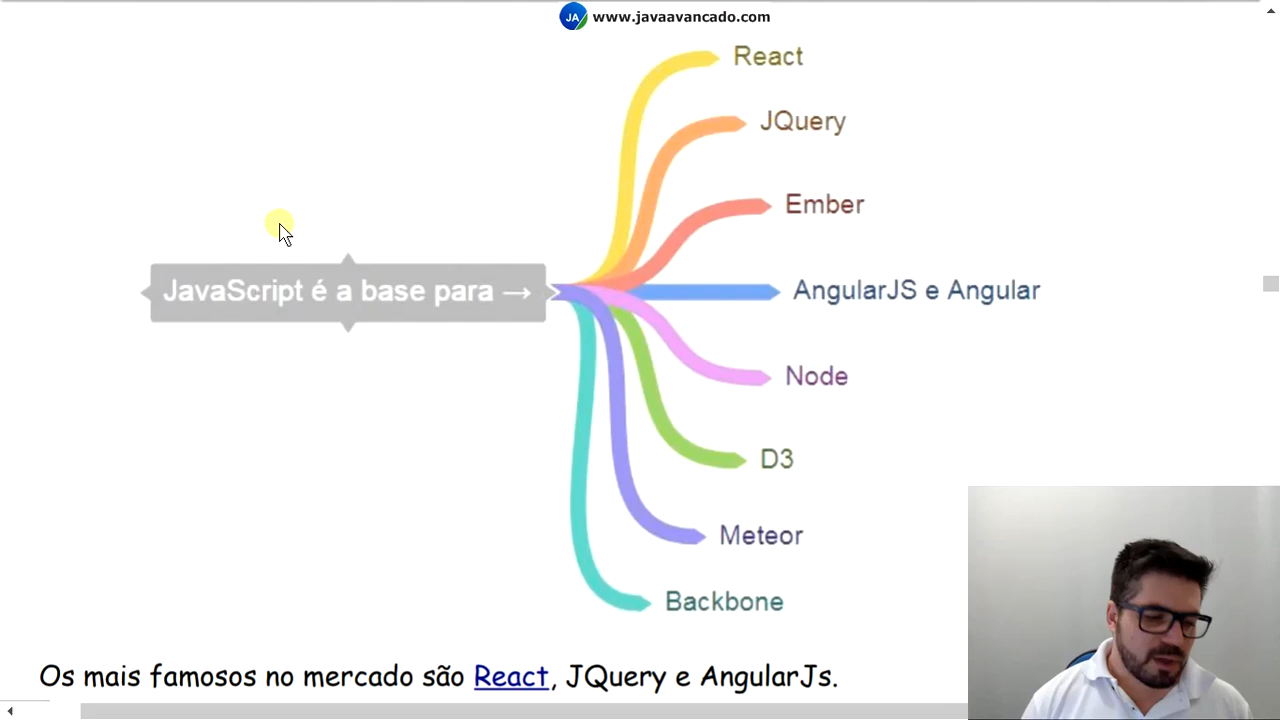 JA www.javaavancado.com
React
JQuery
Ember
JavaScript é a base para →
AngularJS e Angular
Node
D3
Meteor
Backbone
Os mais famosos no mercado são React, JQuery e AngularJs.